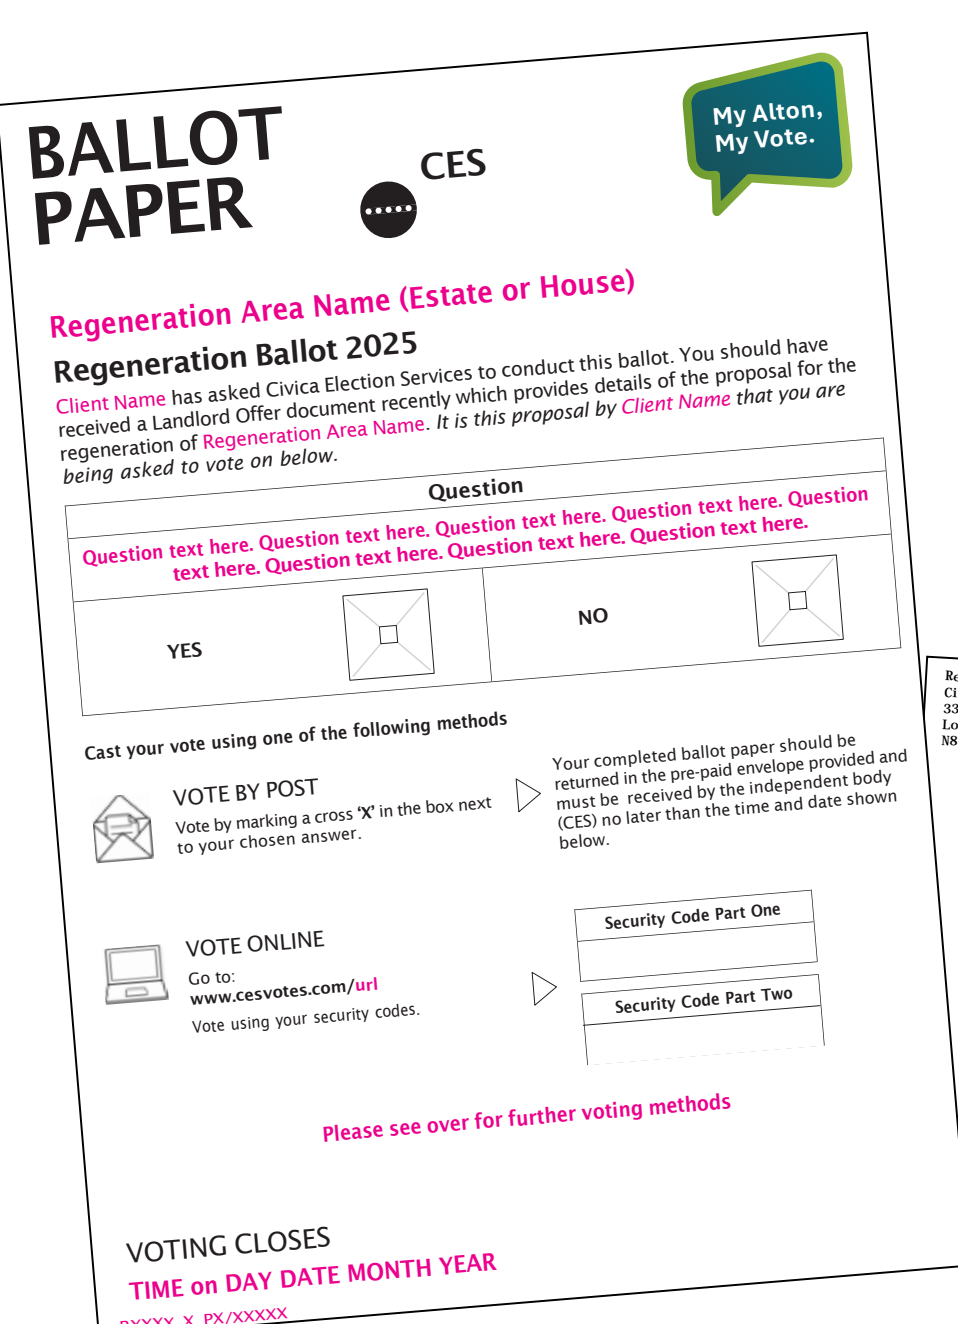 BALLOT
PAPER
CES
My Alton,
My Vote.
Regeneration Area Name (Estate or House)
Regeneration Ballot 2025
Client Name has asked Civica Election Services to conduct this ballot. You should have
received a Landlord Offer document recently which provides details of the proposal for the
regeneration of Regeneration Area Name. It is this proposal by Client Name that you are
being asked to vote on below.
Question
Question text here. Question text here. Question text here. Question text here. Question
text here. Question text here. Question text here. Question text here.
YES
NO
Cast your vote using one of the following methods
VOTE BY POST
Vote by marking a cross ‘X’ in the box next
to your chosen answer.
Your completed ballot paper should be
returned in the pre-paid envelope provided and
must be received by the independent body
(CES) no later than the time and date shown
below.
VOTE ONLINE
Go to:
www.cesvotes.com/url
Vote using your security codes.
Security Code Part One
Security Code Part Two
Please see over for further voting methods
VOTING CLOSES
TIME on DAY DATE MONTH YEAR
Re
Ci
33
Lo
N8